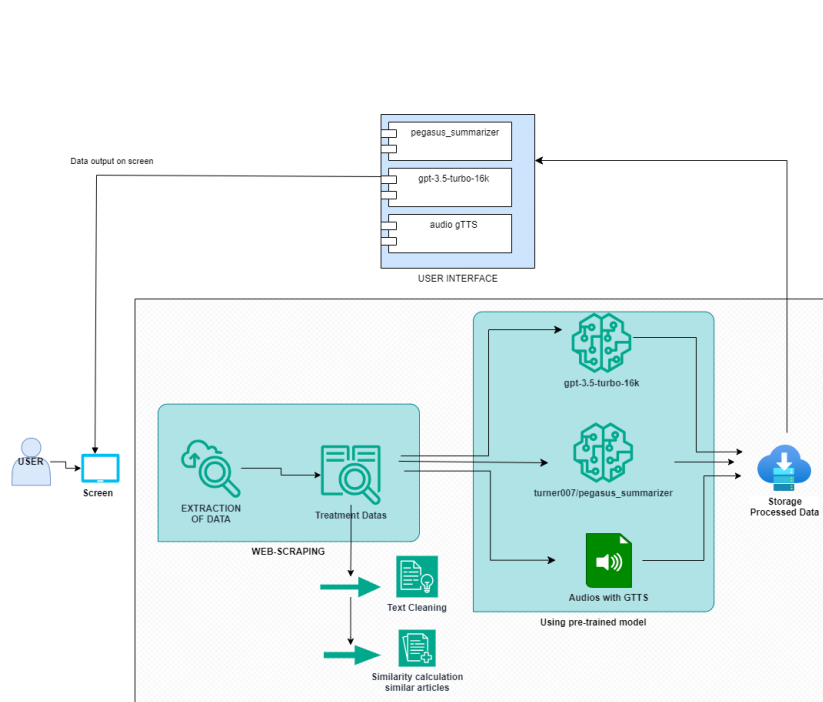 pegasus_summarizer
Data output on screen
gpt-3.5-turbo-16k
audio gTTS
USER INTERFACE
gpt-3.5-turbo-16k
USER
Screen
EXTRACTION
OF DATA
Treatment Datas
WEB-SCRAPING
turner007/pegasus_summarizer
Storage
Processed Data
Audios with GTTS
Using pre-trained model
Text Cleaning
Similarity calculation
similar articles